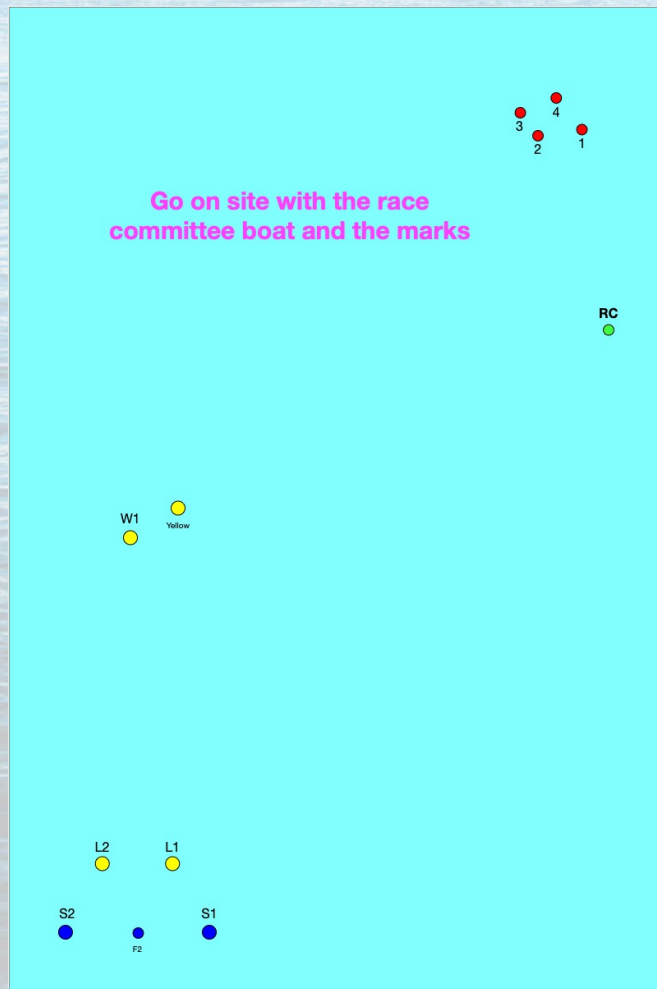 4
3
1
2
Go on site with the race
committee boat and the marks
RC
W1
Yellow
L2
L1
S2
S1
F2